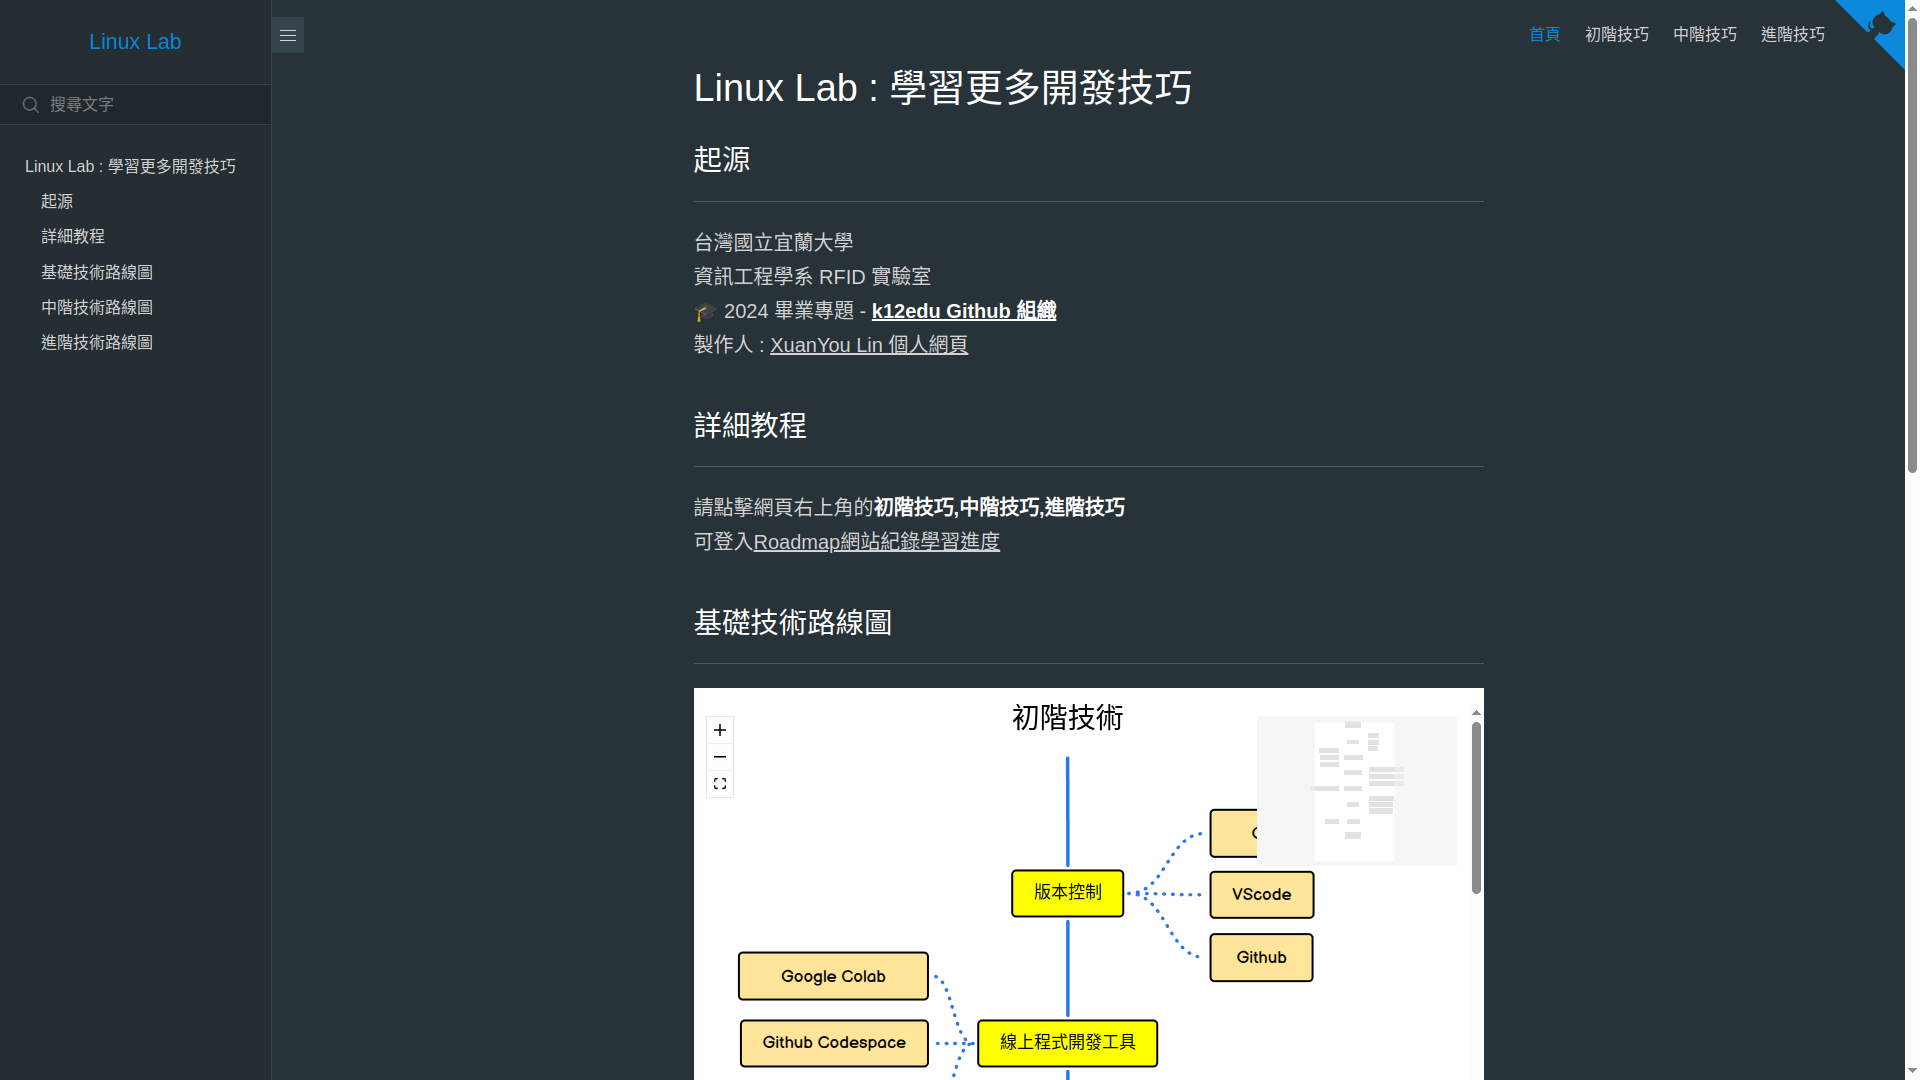 Linux Lab
搜尋文字
Linux Lab : 學習更多開發技巧
起源
詳細教程
基礎技術路線圖
中階技術路線圖
進階技術路線圖
首頁 初階技巧 中階技巧 進階技巧
Linux Lab : 學習更多開發技巧
起源
台灣國立宜蘭大學
資訊工程學系 RFID 實驗室
🎓 2024 畢業專題 - k12edu Github 組織
製作人 : XuanYou Lin 個人網頁
詳細教程
請點擊網頁右上角的初階技巧,中階技巧,進階技巧
可登入Roadmap網站紀錄學習進度
基礎技術路線圖
初階技術
版本控制
VScode
Github
Google Colab
Github Codespace
線上程式開發工具